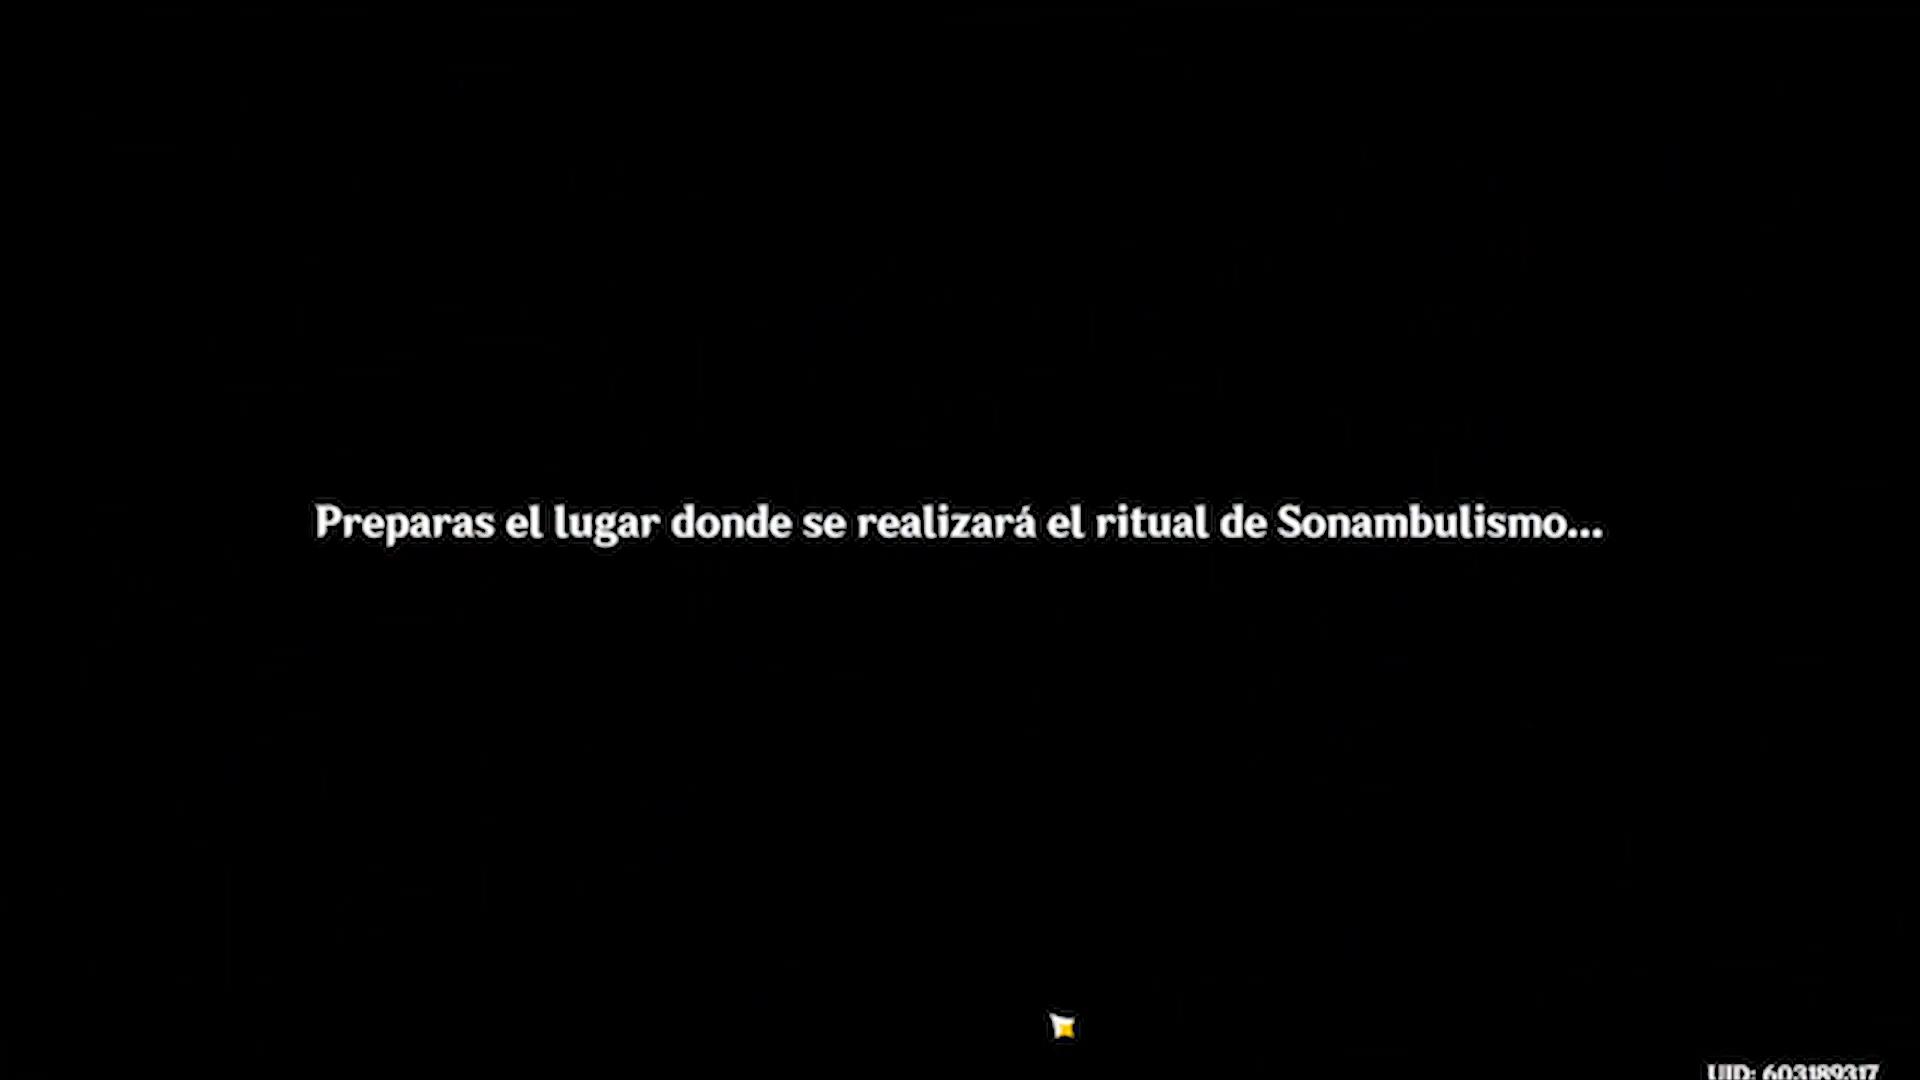 Preparas el lugar donde se realizará el ritual de Sonambulismo...
UID: 603189317